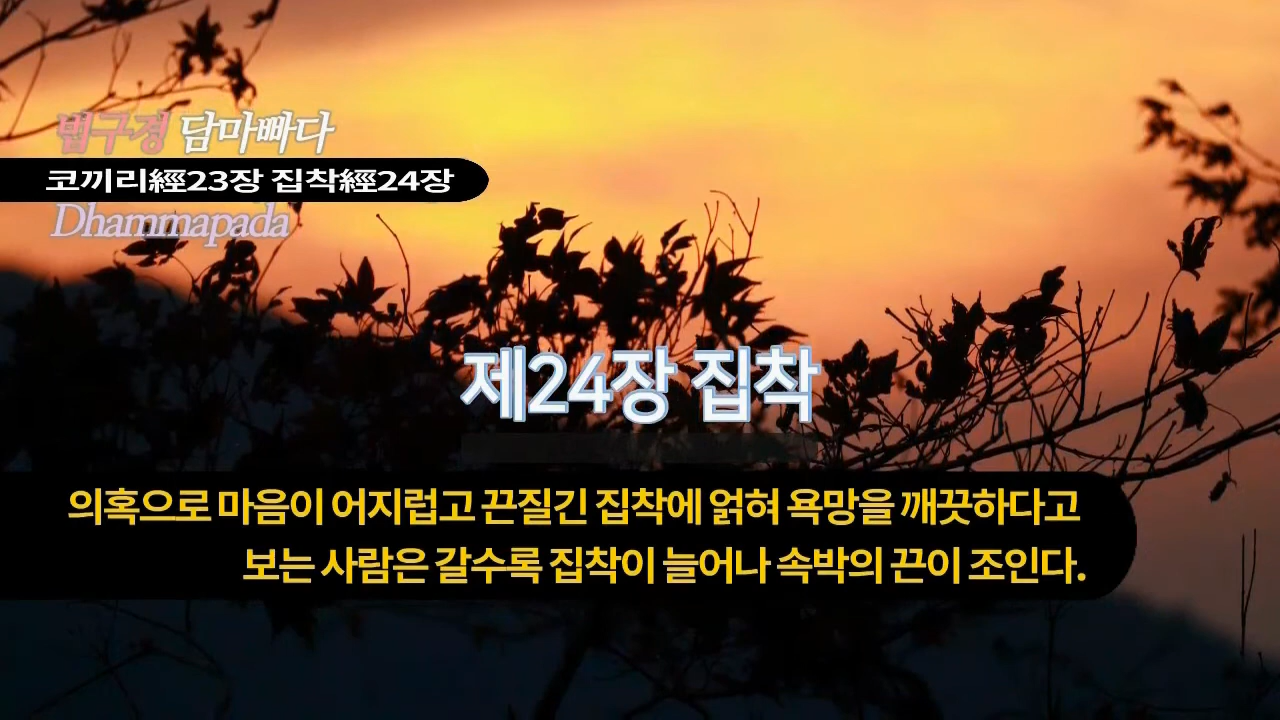 법구경 담마빠다
코끼리經23장 집착經24장
Dhammapada
제24장 집착
의혹으로 마음이 어지럽고 끈질긴 집착에 얽혀 욕망을 깨끗하다고
보는 사람은 갈수록 집착이 늘어나 속박의 끈이 조인다.